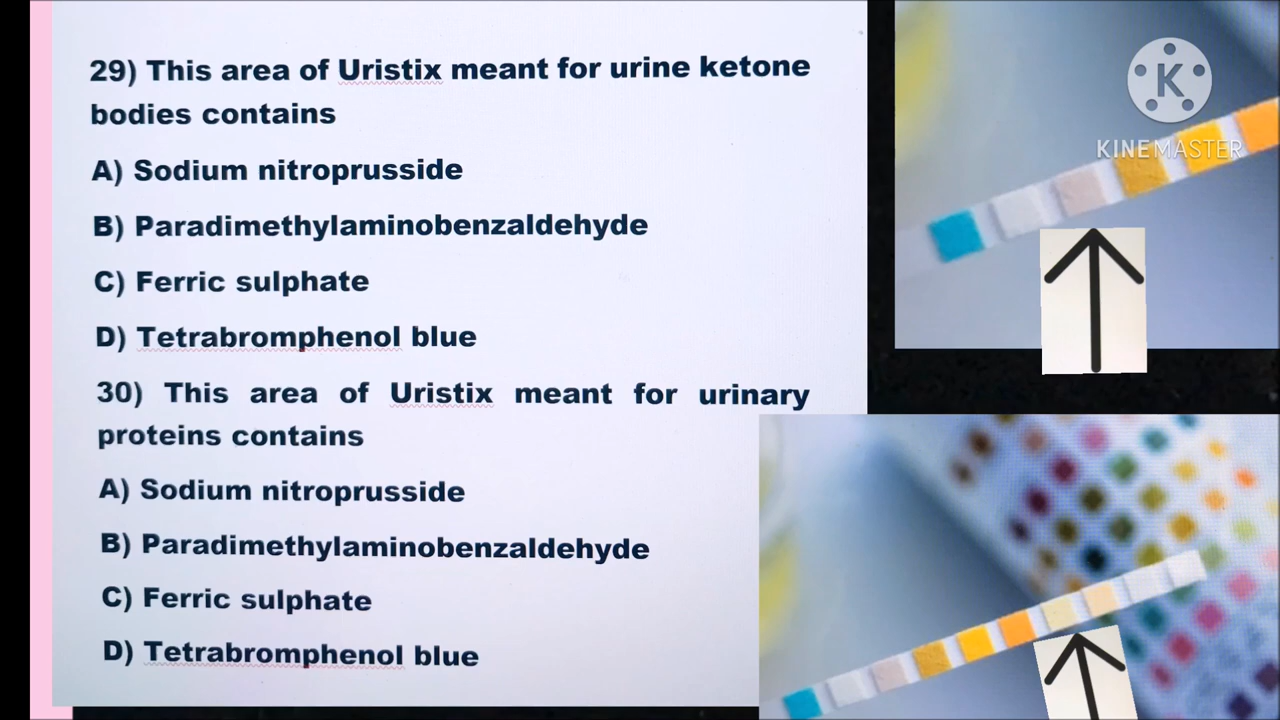 29) This area of Uristix meant for urine ketone
bodies contains
A) Sodium nitroprusside
B) Paradimethylaminobenzaldehyde
C) Ferric sulphate
D) Tetrabromphenol blue
30) This area of Uristix meant for urinary
proteins contains
A) Sodium nitroprusside
B) Paradimethylaminobenzaldehyde
C) Ferric sulphate
D) Tetrabromphenol blue
K
KINEMASTER